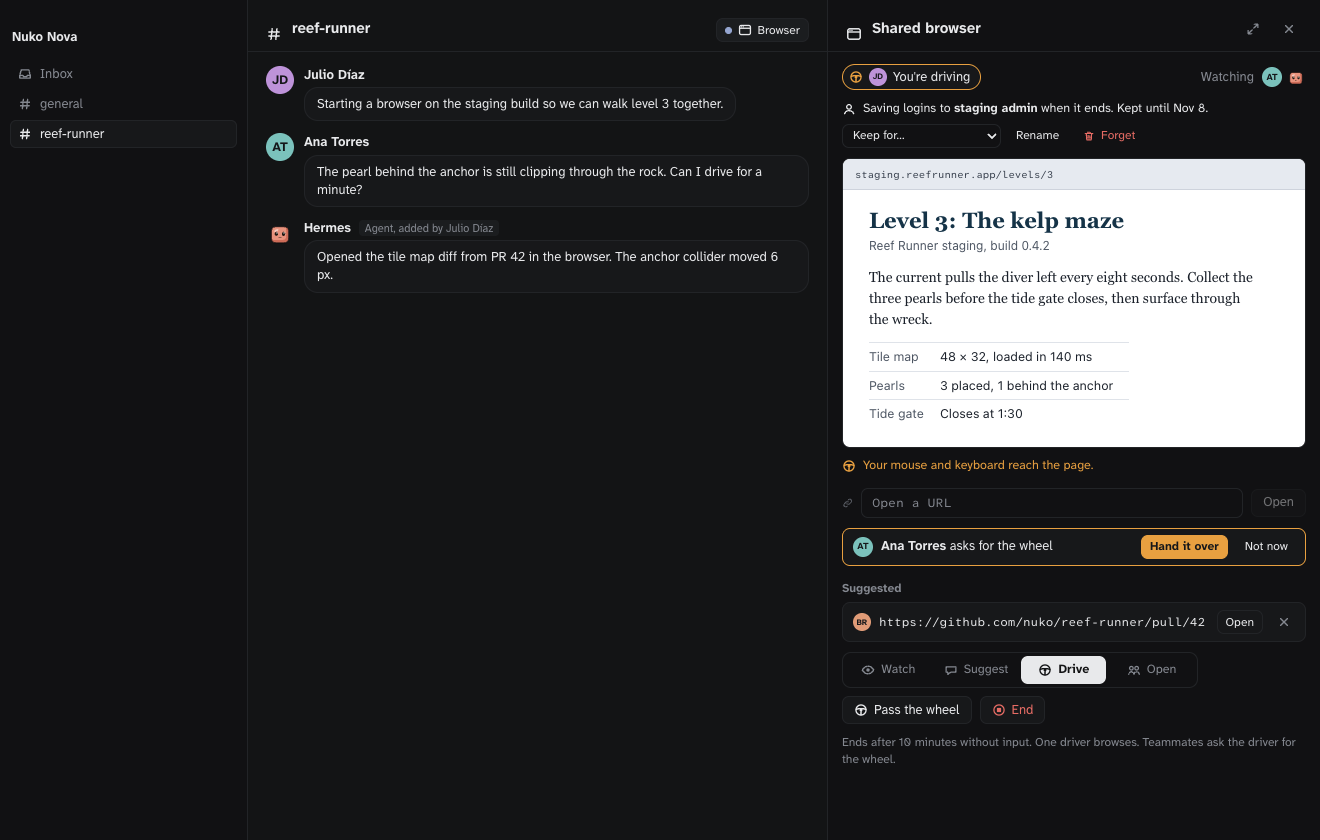 Nuko Nova
Inbox
# general
# reef-runner
# reef-runner
Browser
JD
Julio Díaz
Starting a browser on the staging build so we can walk level 3 together.
AT
Ana Torres
The pearl behind the anchor is still clipping through the rock. Can I drive for a
minute?
Hermes
Agent, added by Julio Diaz
Opened the tile map diff from PR 42 in the browser. The anchor collider moved 6
px.
Shared browser
JD You're driving
Watching AT
Saving logins to staging admin when it ends. Kept until Nov 8.
Keep for...
Rename
Forget
staging.reefrunner.app/levels/3
Level 3: The kelp maze
Reef Runner staging, build 0.4.2
The current pulls the diver left every eight seconds. Collect the
three pearls before the tide gate closes, then surface through
the wreck.
Tile map 48 × 32, loaded in 140 ms
Pearls 3 placed, 1 behind the anchor
Tide gate Closes at 1:30
Your mouse and keyboard reach the page.
Open a URL
Open
AT Ana Torres asks for the wheel
Hand it over
Not now
Suggested
BR https://github.com/nuko/reef-runner/pull/42
Open
Watch
Suggest
Drive
Open
Pass the wheel
End
Ends after 10 minutes without input. One driver browses. Teammates ask the driver for
the wheel.